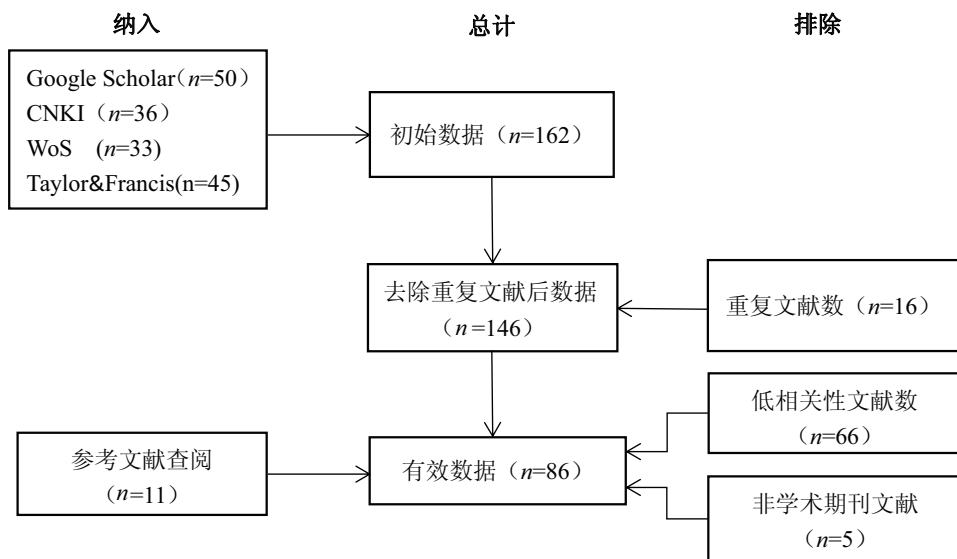 纳入
总计
排除
Google Scholar(n=50)
CNKI（n=36）
WoS (n=33)
Taylor&Francis(n=45)
初始数据（n=162）
去除重复文献后数据
（n=146）
重复文献数（n=16）
低相关性文献数
（n=66）
参考文献查阅
（n=11）
有效数据（n=86）
非学术期刊文献
（n=5）